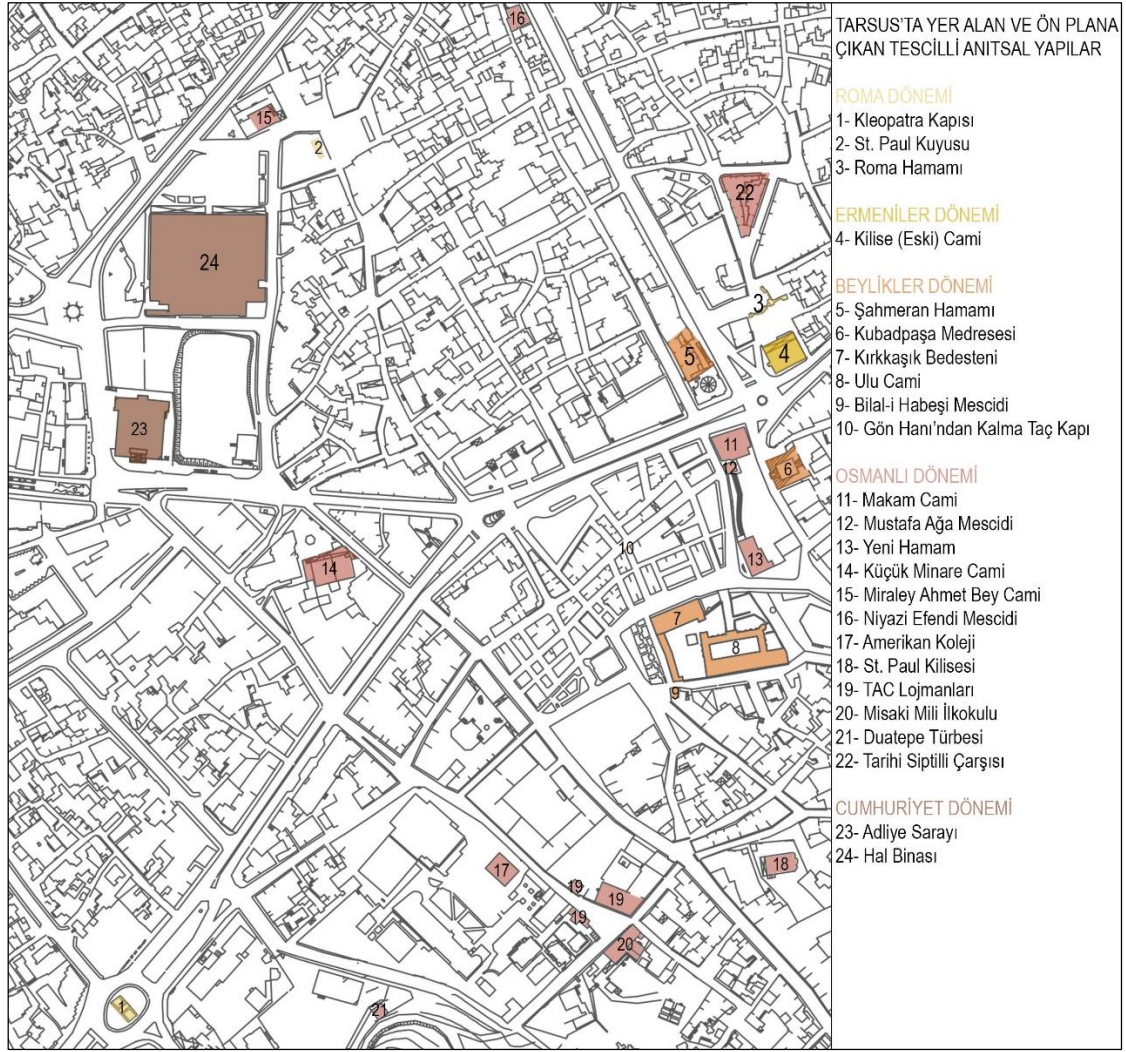 TARSUS'TA YER ALAN VE ÖN PLANA
ÇIKAN TESCİLLİ ANITSAL YAPILAR
ROMA DÖNEMİ
1- Kleopatra Kapısı
2- St. Paul Kuyusu
3- Roma Hamamı
ERMENİLER DÖNEMİ
4- Kilise (Eski) Cami
BEYLİKLER DÖNEMİ
5- Şahmeran Hamamı
6- Kubadpaşa Medresesi
7- Kırkkaşık Bedesteni
8- Ulu Cami
9- Bilal-i Habeşi Mescidi
10- Gön Hanı'ndan Kalma Taç Kapı
OSMANLI DÖNEMİ
11- Makam Cami
12- Mustafa Ağa Mescidi
13- Yeni Hamam
14- Küçük Minare Cami
15- Miraley Ahmet Bey Cami
16- Niyazi Efendi Mescidi
17- Amerikan Koleji
18- St. Paul Kilisesi
19- TAC Lojmanları
20- Misaki Mili İlkokulu
21- Duatepe Türbesi
22- Tarihi Siptilli Çarşısı
CUMHURİYET DÖNEMİ
23- Adliye Sarayı
24- Hal Binası
16
15
2
22
24
3
5
4
23
11
12
6
10
13
14
7
8
9
17
18
19
19
19
20
21
1